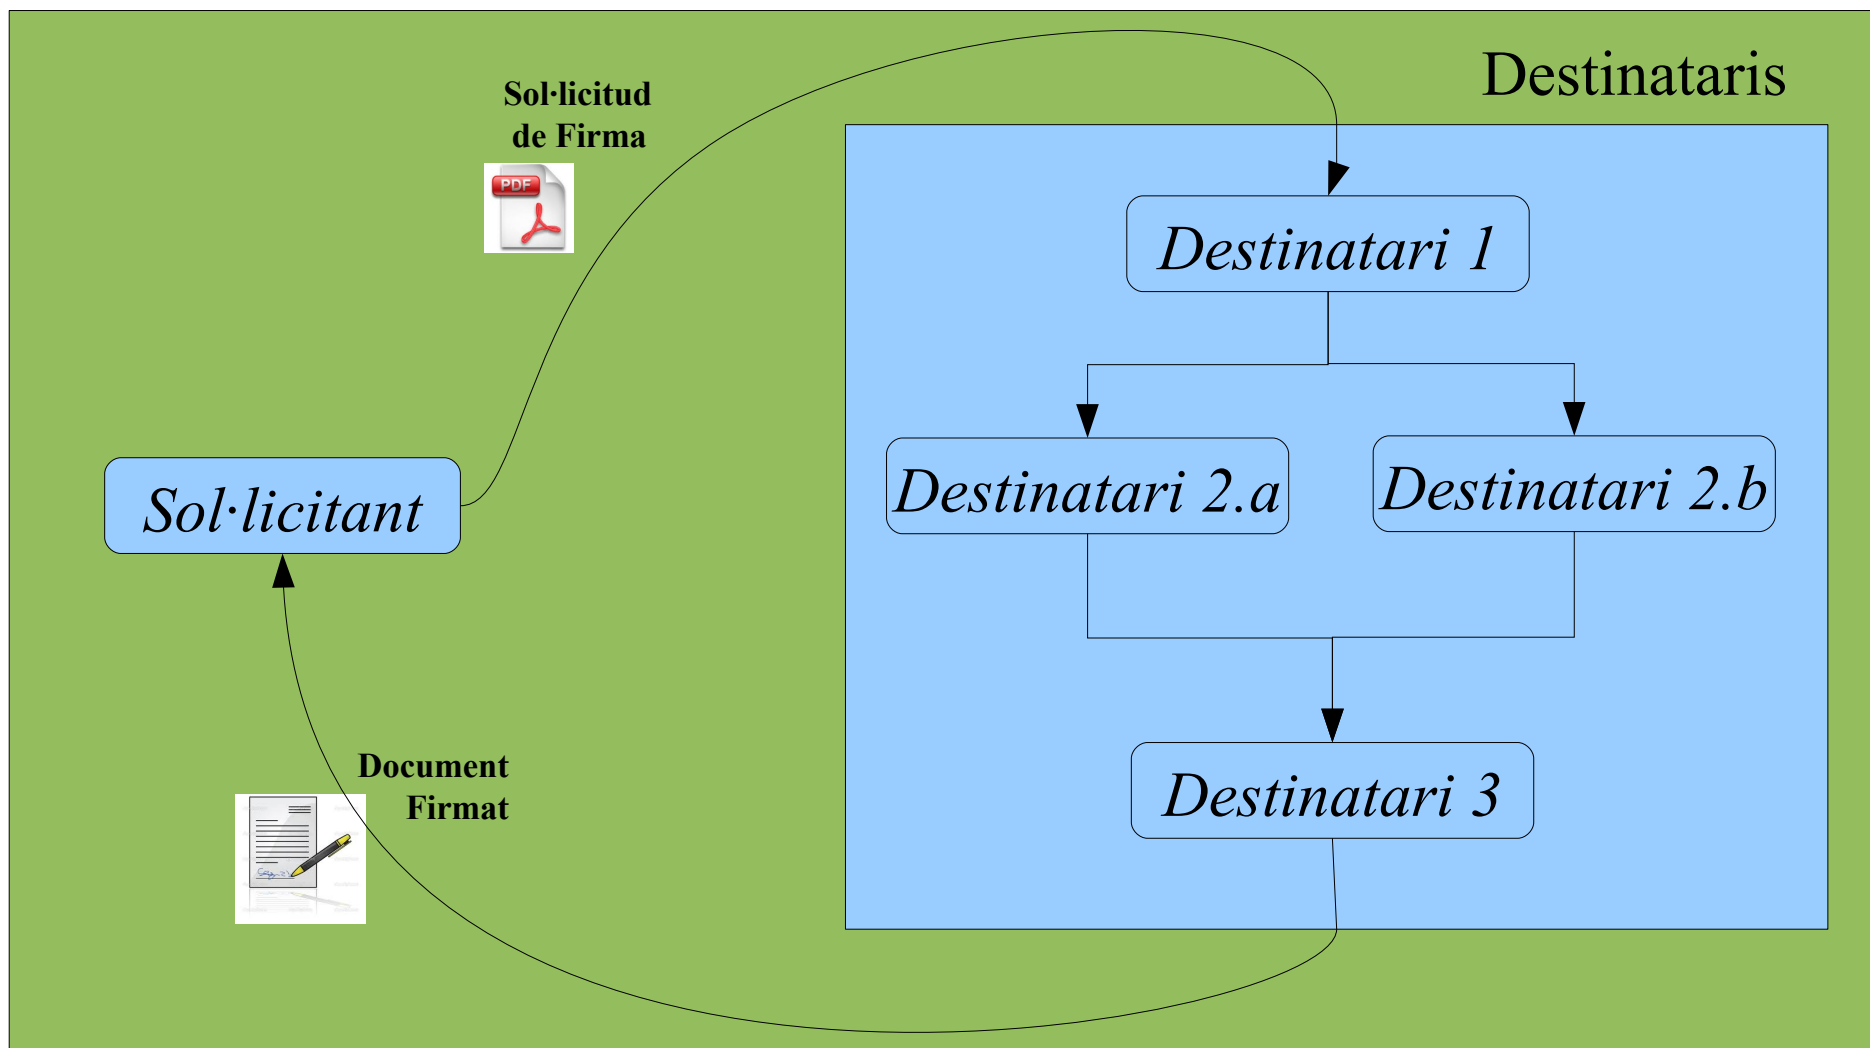 Destinataris
Sol·licitud
de Firma
PDF
Destinatari 1
Destinatari 2.a
Destinatari 2.b
Sol·licitant
Document
Firmat
Destinatari 3